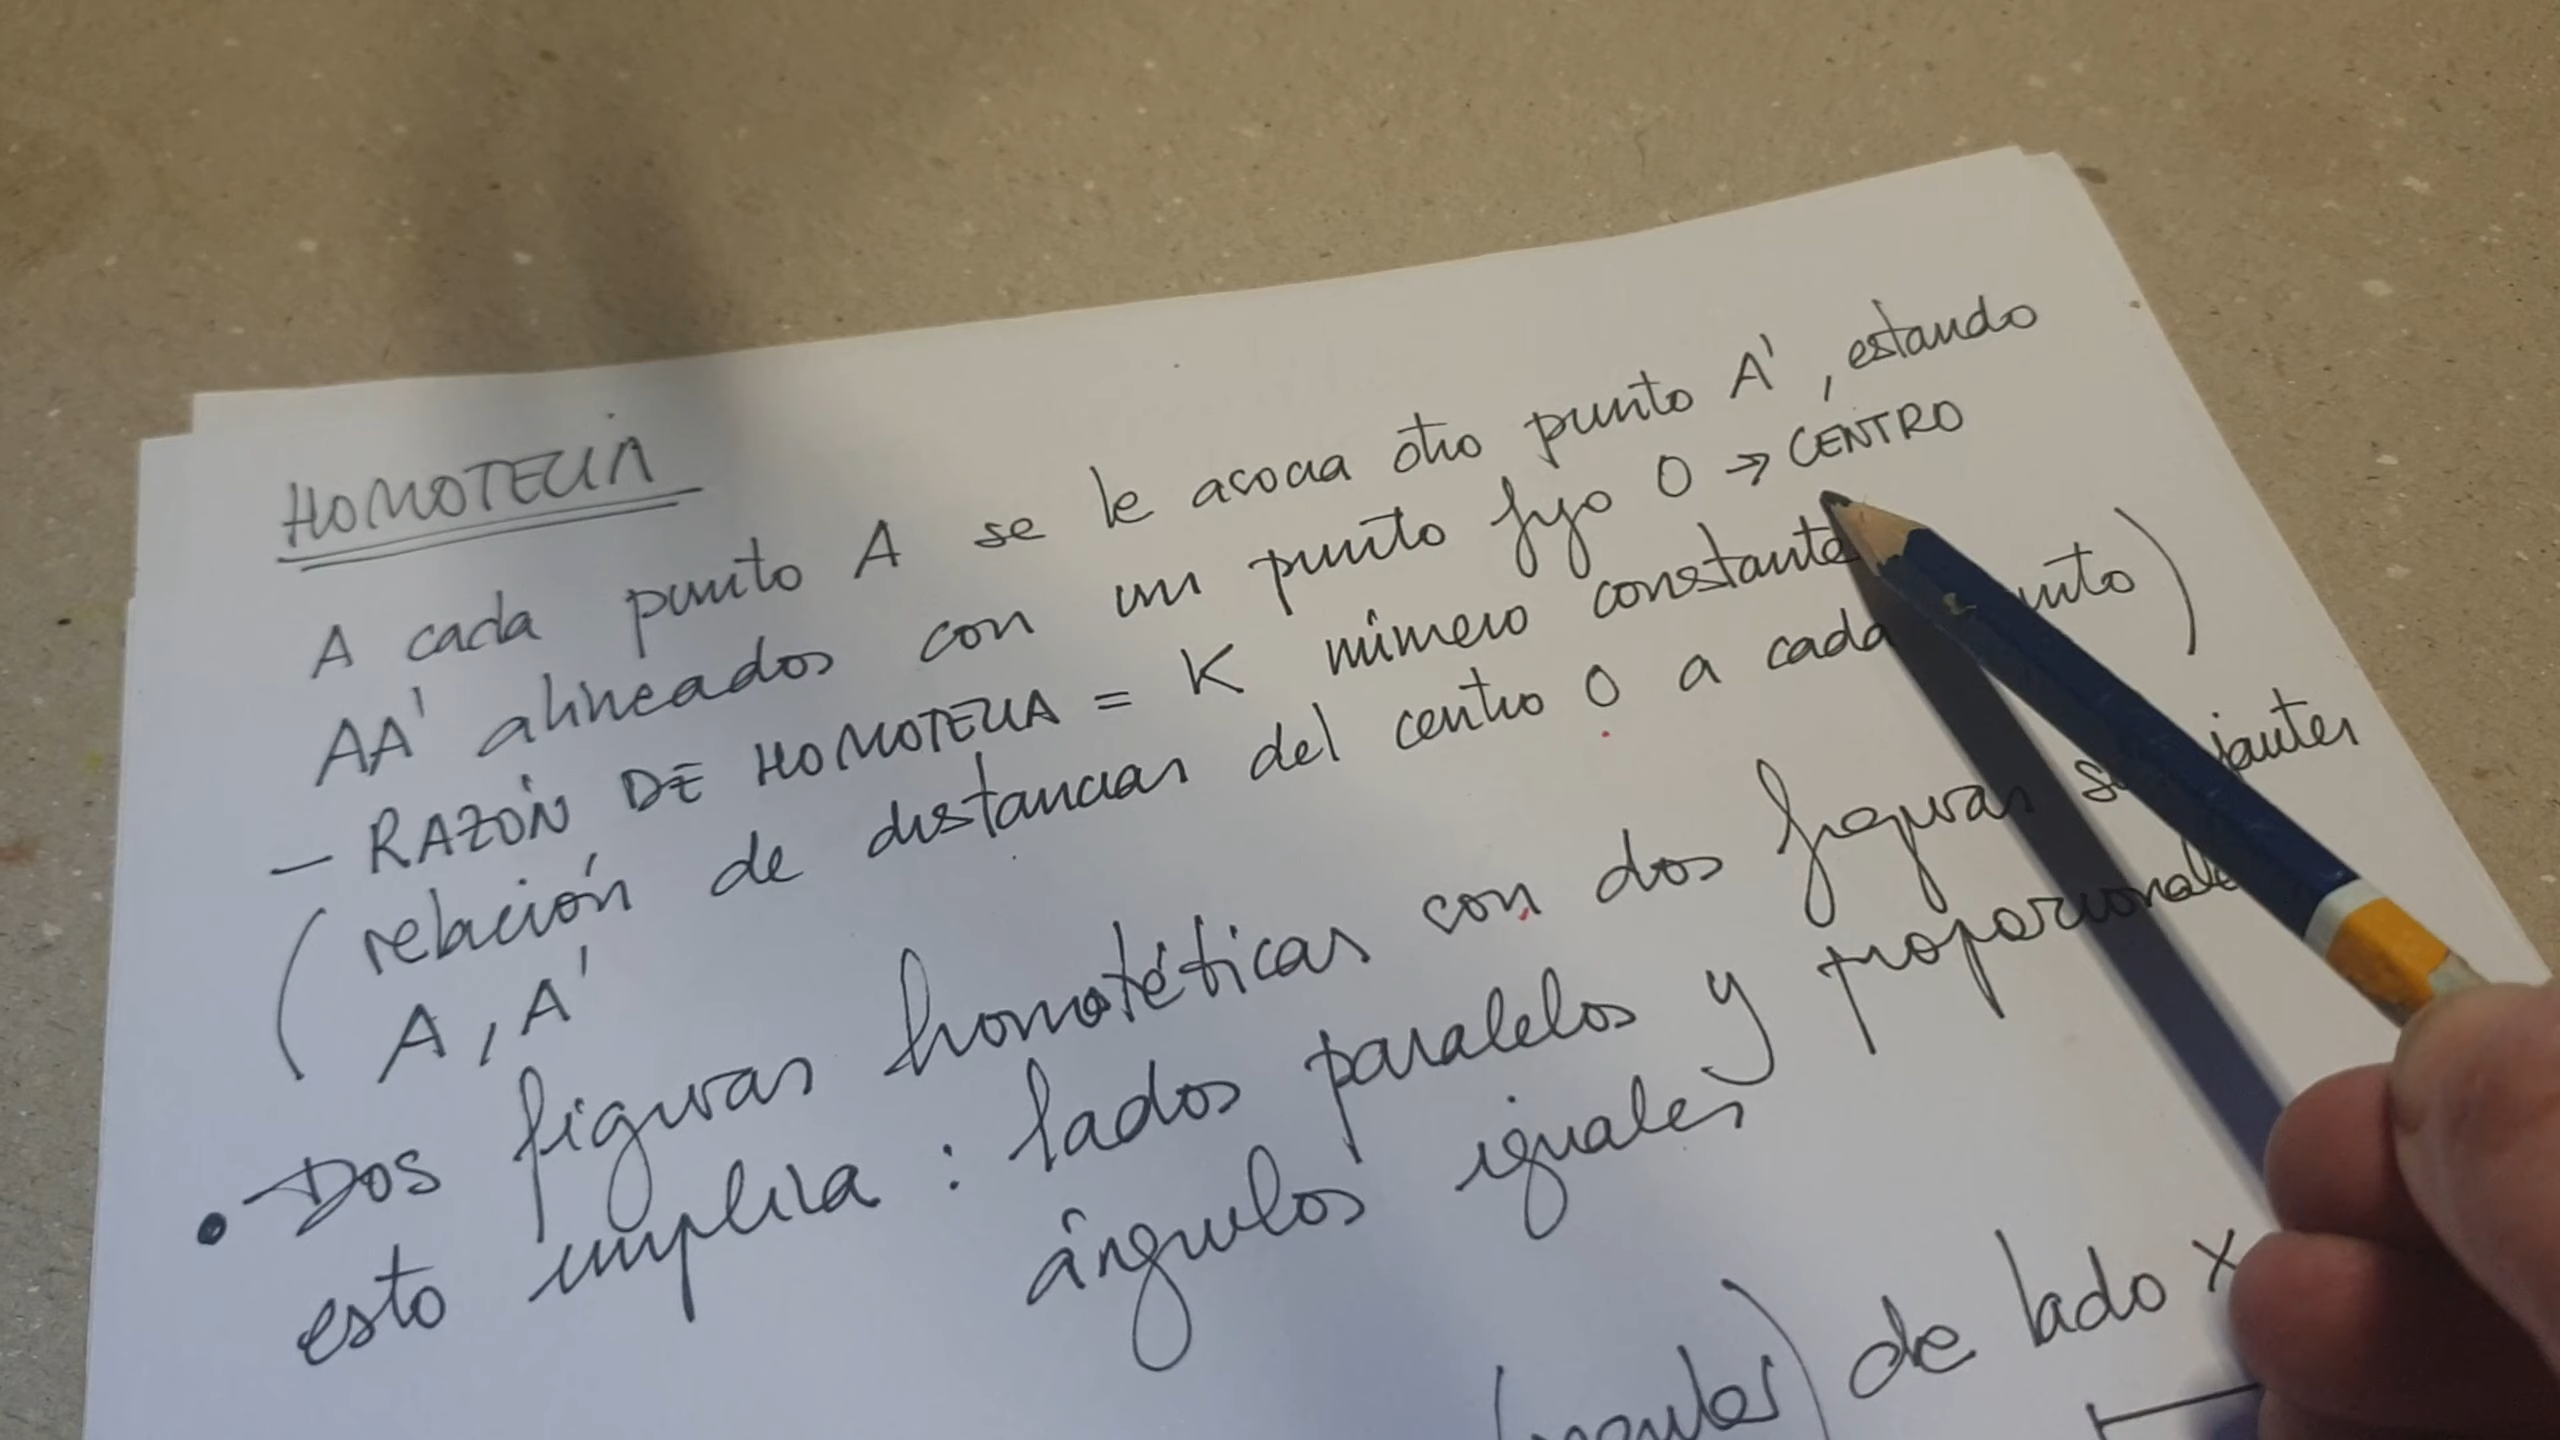 HOMOTECIA
A cada punto A se le asocia otro punto A', estando
AA' alineados con un punto fijo O → CENTRO
— RAZÓN DE HOMOTECIA = K número constante
(relación de distancias del centro O a cada punto)
A, A'
• Dos figuras homotéticas son dos figuras semejantes
esto implica : lados paralelos y proporcionales
ángulos iguales
de lado x